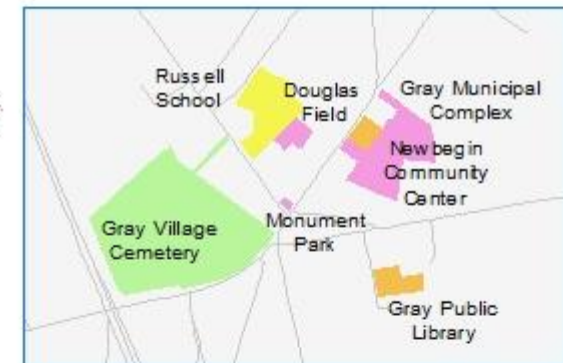 Russell
School
Douglas
Field
Gray Municipal
Complex
Newbegin
Community
Center
Monument
Park
Gray Village
Cemetery
Gray Public
Library